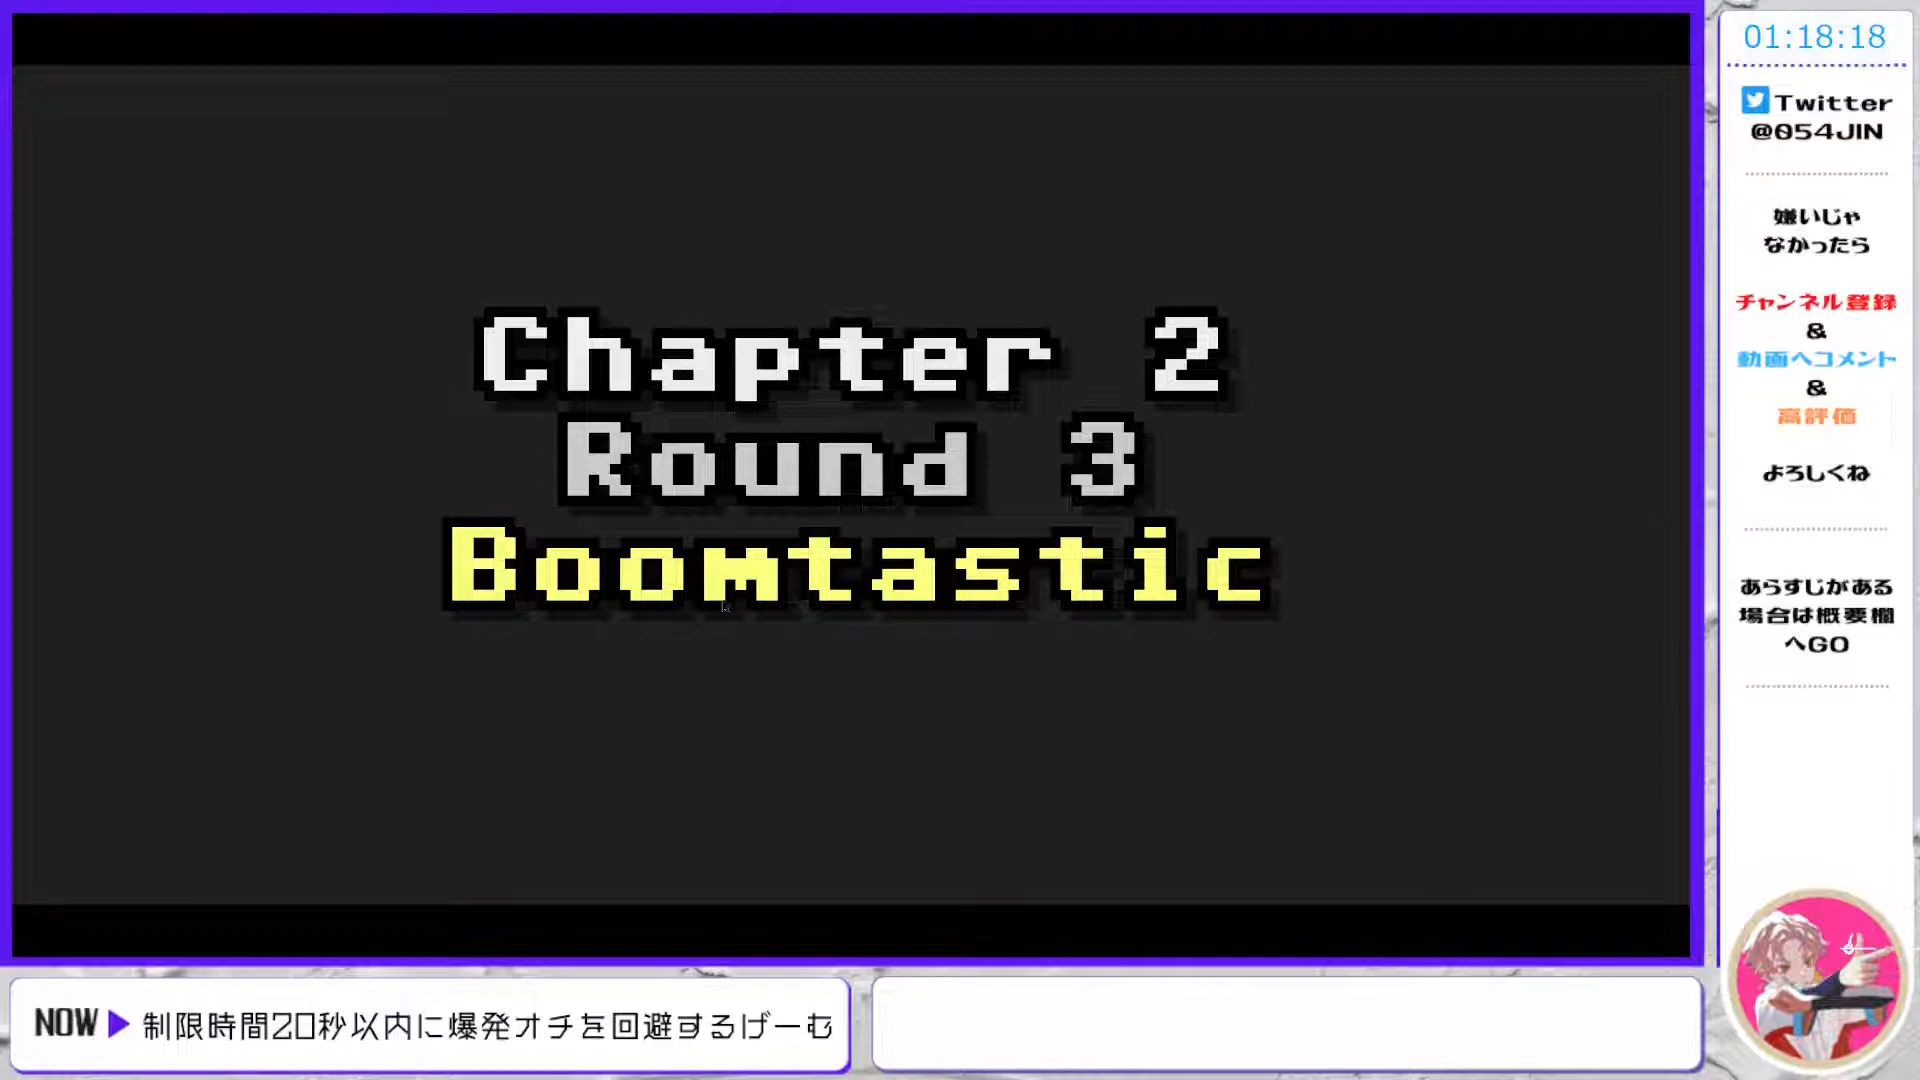 Chapter 2
Round 3
Boomtastic
01:18:18
Twitter
@054JIN
嫌いじゃ
なかったら
チャンネル登録
&
動画へコメント
&
高評価
よろしくね
あらすじがある
場合は概要欄
へGO
NOW▶制限時間20秒以内に爆発オチを回避するげーむ